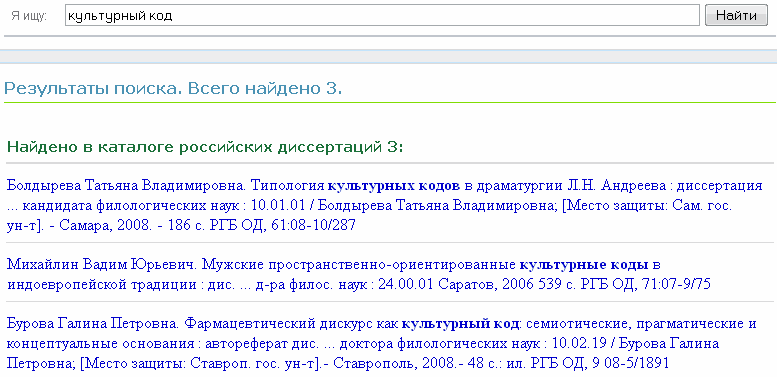 Я ищу: культурный код Найти
Результаты поиска. Всего найдено 3.
Найдено в каталоге российских диссертаций 3:
Болдырева Татьяна Владимировна. Типология культурных кодов в драматургии Л.Н. Андреева : диссертация
... кандидата филологических наук : 10.01.01 / Болдырева Татьяна Владимировна; [Место защиты: Сам. гос.
ун-т]. - Самара, 2008. - 186 с. РГБ ОД, 61:08-10/287
Михайлин Вадим Юрьевич. Мужские пространственно-ориентированные культурные коды в
индоевропейской традиции : дис. ... д-ра филос. наук : 24.00.01 Саратов, 2006 539 с. РГБ ОД, 71:07-9/75
Бурова Галина Петровна. Фармацевтический дискурс как культурный код: семиотические, прагматические и
концептуальные основания : автореферат дис. ... доктора филологических наук : 10.02.19 / Бурова Галина
Петровна; [Место защиты: Ставроп. гос. ун-т].- Ставрополь, 2008.- 48 с.: ил. РГБ ОД, 9 08-5/1891